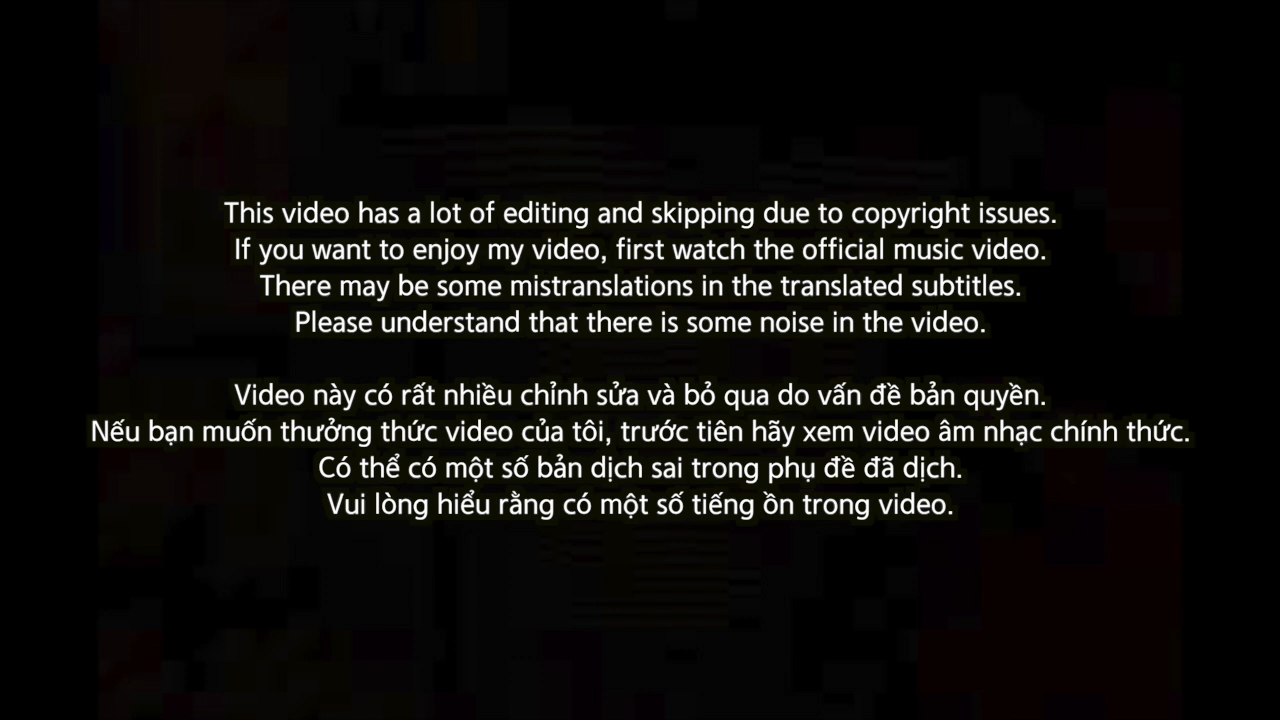 This video has a lot of editing and skipping due to copyright issues.
If you want to enjoy my video, first watch the official music video.
There may be some mistranslations in the translated subtitles.
Please understand that there is some noise in the video.
Video này có rất nhiều chỉnh sửa và bỏ qua do vấn đề bản quyền.
Nếu bạn muốn thưởng thức video của tôi, trước tiên hãy xem video âm nhạc chính thức.
Có thể có một số bản dịch sai trong phụ đề đã dịch.
Vui lòng hiểu rằng có một số tiếng ồn trong video.